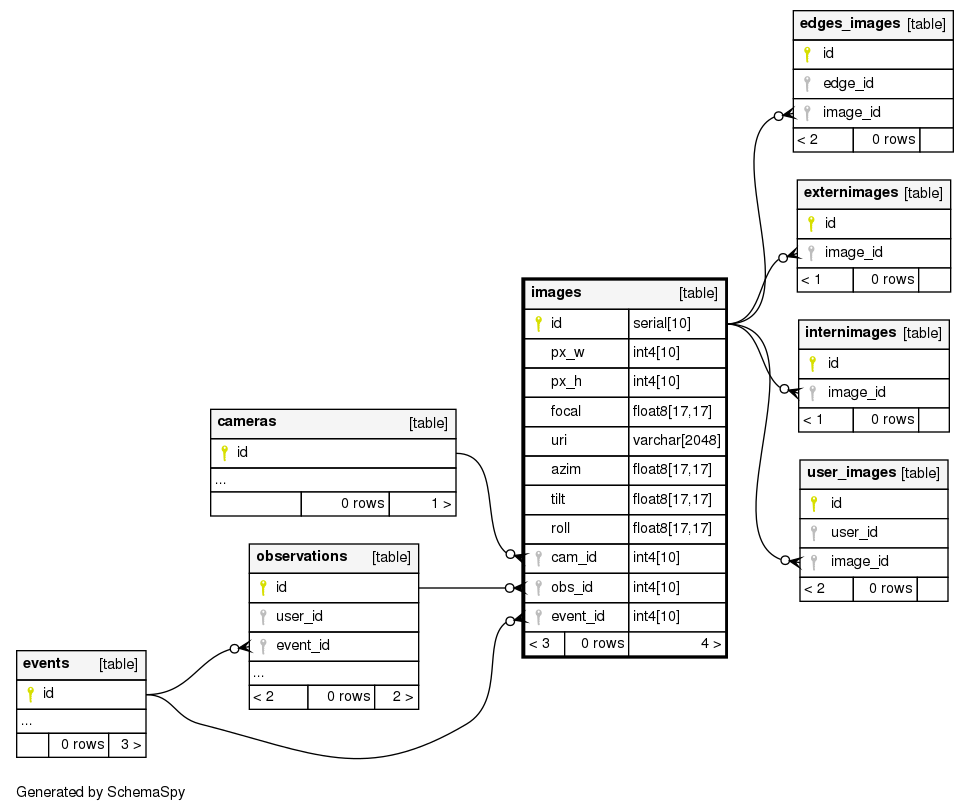 edges_images [table]
id
edge_id
image_id
< 2 0 rows
externimages [table]
id
image_id
< 1 0 rows
images [table]
id serial[10]
px_w int4[10]
px_h int4[10]
focal float8[17,17]
uri varchar[2048]
azim float8[17,17]
tilt float8[17,17]
roll float8[17,17]
cam_id int4[10]
obs_id int4[10]
event_id int4[10]
< 3 0 rows 4 >
internimages [table]
id
image_id
< 1 0 rows
cameras [table]
id
...
0 rows 1 >
user_images [table]
id
user_id
image_id
< 2 0 rows
observations [table]
id
user_id
event_id
...
< 2 0 rows 2 >
events [table]
id
...
0 rows 3 >
Generated by SchemaSpy